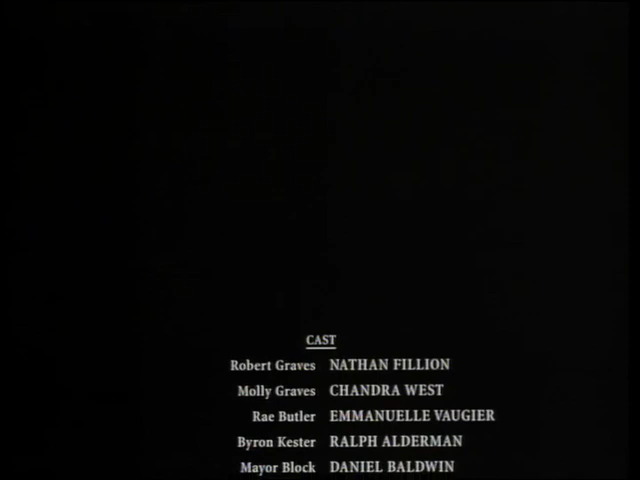 CAST
Robert Graves NATHAN FILLION
Molly Graves CHANDRA WEST
Rae Butler EMMANUELLE VAUGIER
Byron Kester RALPH ALDERMAN
Mayor Block DANIEL BALDWIN